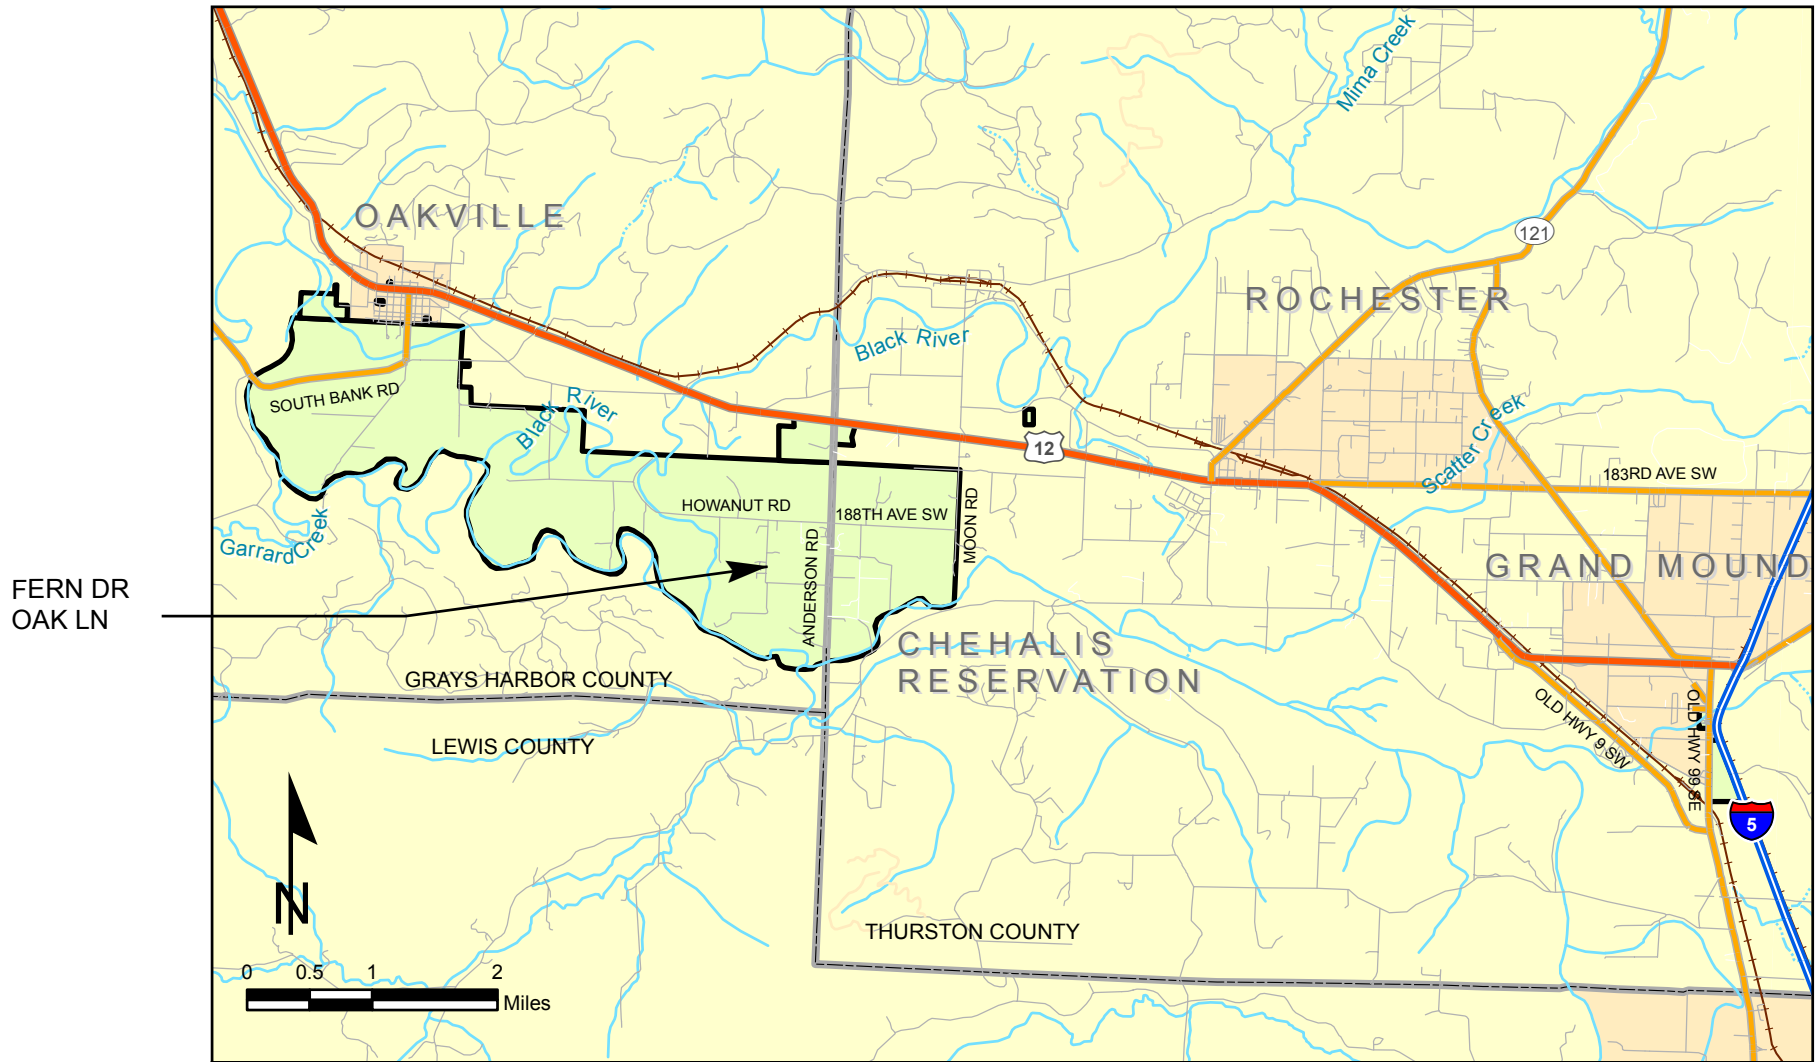 Mima Creek
OAKVILLE
121
ROCHESTER
Black River
SOUTH BANK RD
Black River
12
Scatter Creek
183RD AVE SW
HOWANUT RD
188TH AVE SW
MOON RD
Garrard Creek
ANDERSON RD
GRAND MOUND
FERN DR
OAK LN
CHEHALIS
RESERVATION
GRAYS HARBOR COUNTY
LEWIS COUNTY
OLD HWY 9 SW
OLD HWY 99 SE
5
N
THURSTON COUNTY
0 0.5 1 2
Miles